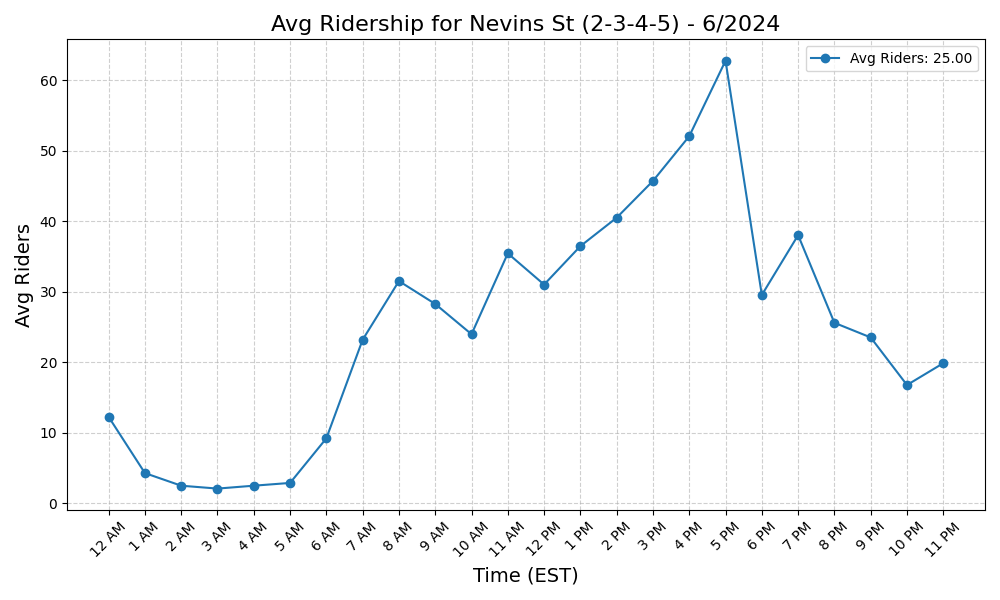 Avg Ridership for Nevins St (2-3-4-5) - 6/2024
Avg Riders: 25.00
Avg Riders
60
50
40
30
20
10
0
12 AM
1 AM
2 AM
3 AM
4 AM
5 AM
6 AM
7 AM
8 AM
9 AM
10 AM
11 AM
12 PM
1 PM
2 PM
3 PM
4 PM
5 PM
6 PM
7 PM
8 PM
9 PM
10 PM
11 PM
Time (EST)